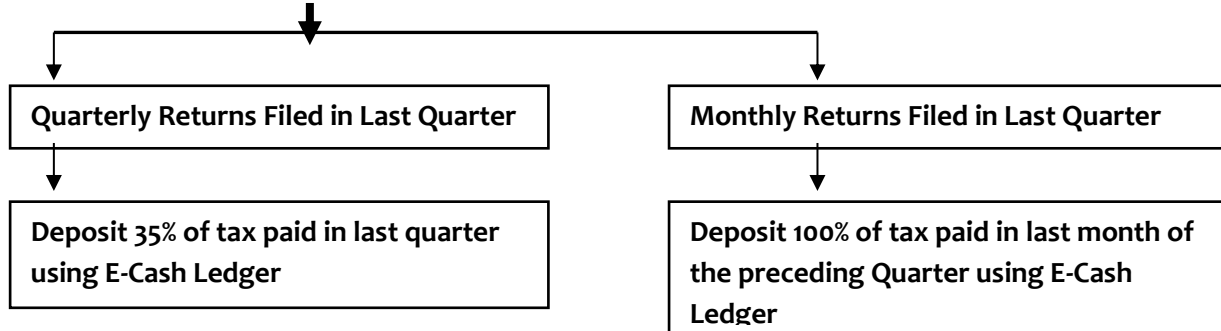 Quarterly Returns Filed in Last Quarter
Monthly Returns Filed in Last Quarter
Deposit 35% of tax paid in last quarter
using E-Cash Ledger
Deposit 100% of tax paid in last month of
the preceding Quarter using E-Cash
Ledger